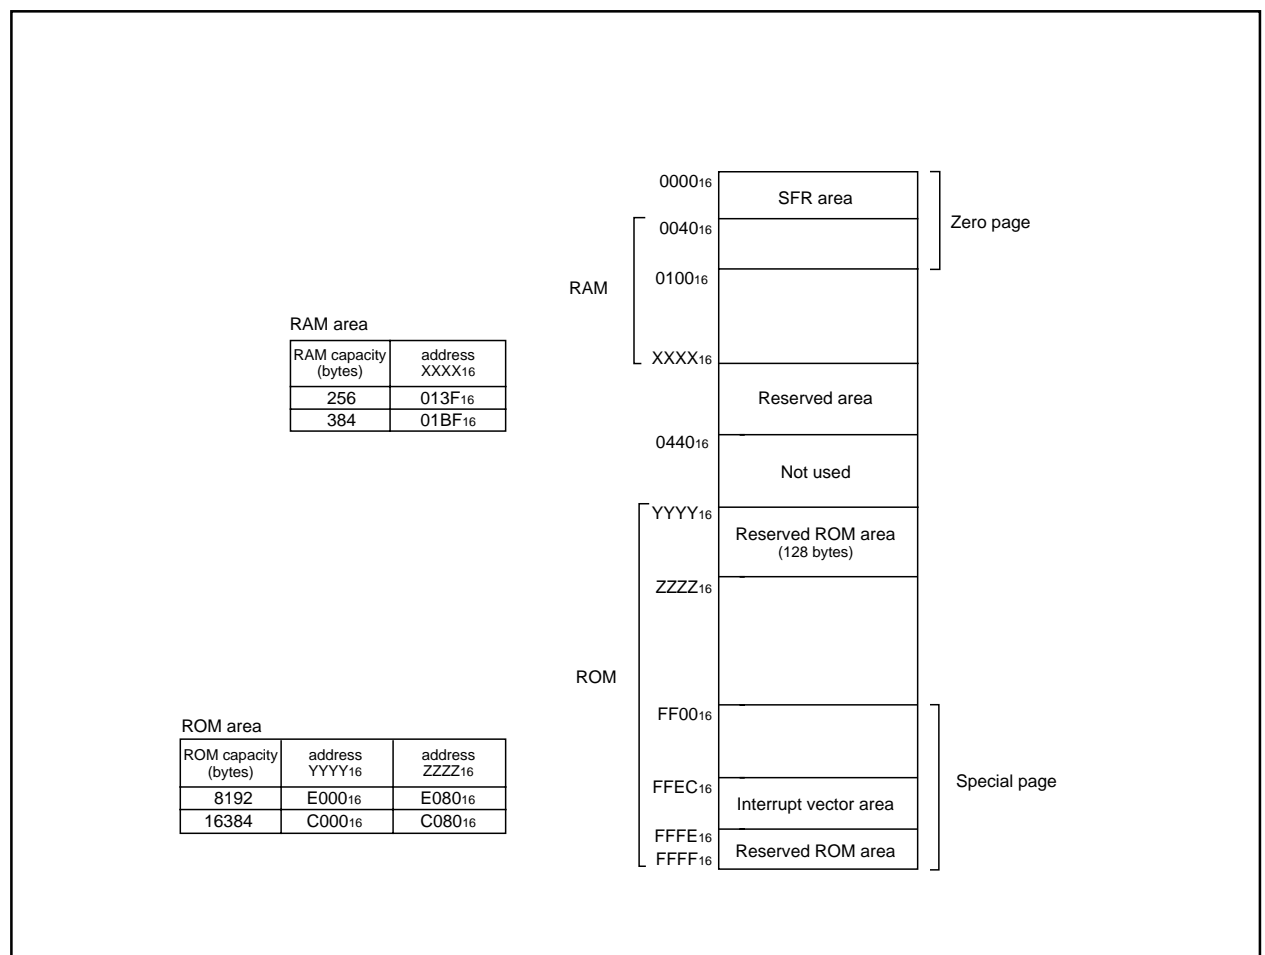 0000₁₆
SFR area
0040₁₆
Zero page
0100₁₆
RAM
RAM area
RAM capacity (bytes) address XXXX₁₆
256 013F₁₆
384 01BF₁₆
XXXX₁₆
Reserved area
0440₁₆
Not used
YYYY₁₆
Reserved ROM area
(128 bytes)
ZZZZ₁₆
ROM
FF00₁₆
ROM area
ROM capacity (bytes) address YYYY₁₆ address ZZZZ₁₆
8192 E000₁₆ E080₁₆
16384 C000₁₆ C080₁₆
Special page
FFEC₁₆
Interrupt vector area
FFFE₁₆
Reserved ROM area
FFFF₁₆